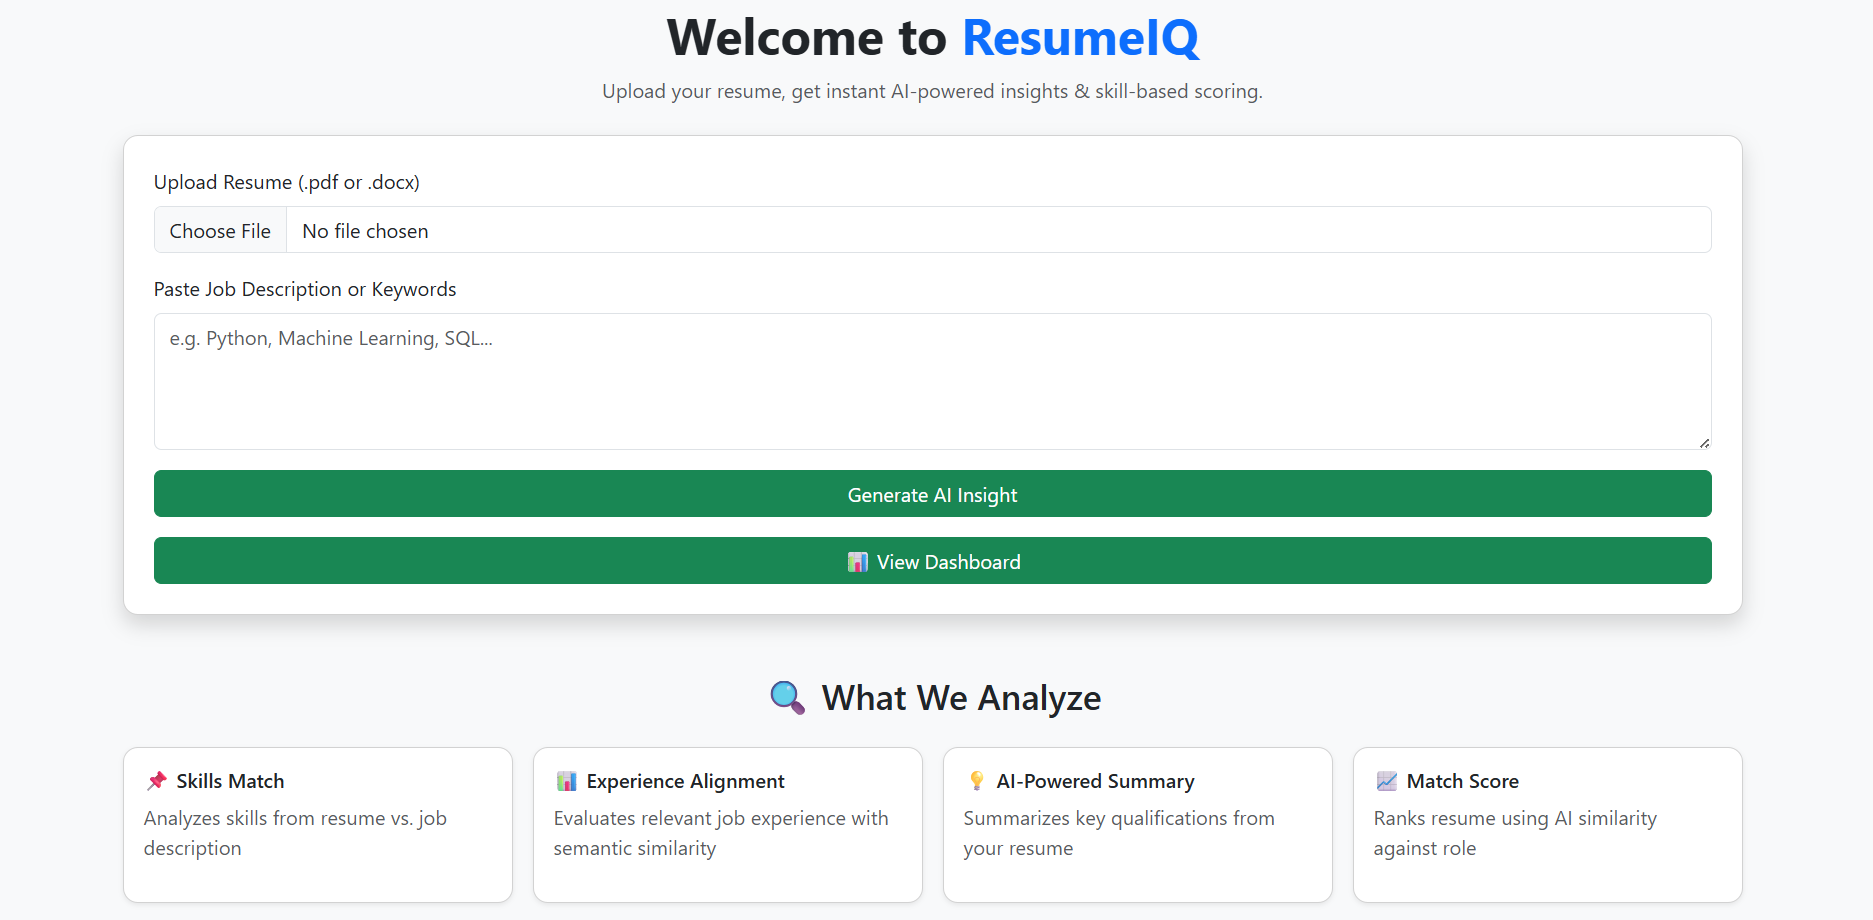 Welcome to ResumeIQ
Upload your resume, get instant AI-powered insights & skill-based scoring.
Upload Resume (.pdf or .docx)
Choose File No file chosen
Paste Job Description or Keywords
e.g. Python, Machine Learning, SQL...
Generate AI Insight
📊 View Dashboard
🔍 What We Analyze
📌 Skills Match
Analyzes skills from resume vs. job
description
📊 Experience Alignment
Evaluates relevant job experience with
semantic similarity
💡 AI-Powered Summary
Summarizes key qualifications from
your resume
📈 Match Score
Ranks resume using AI similarity
against role